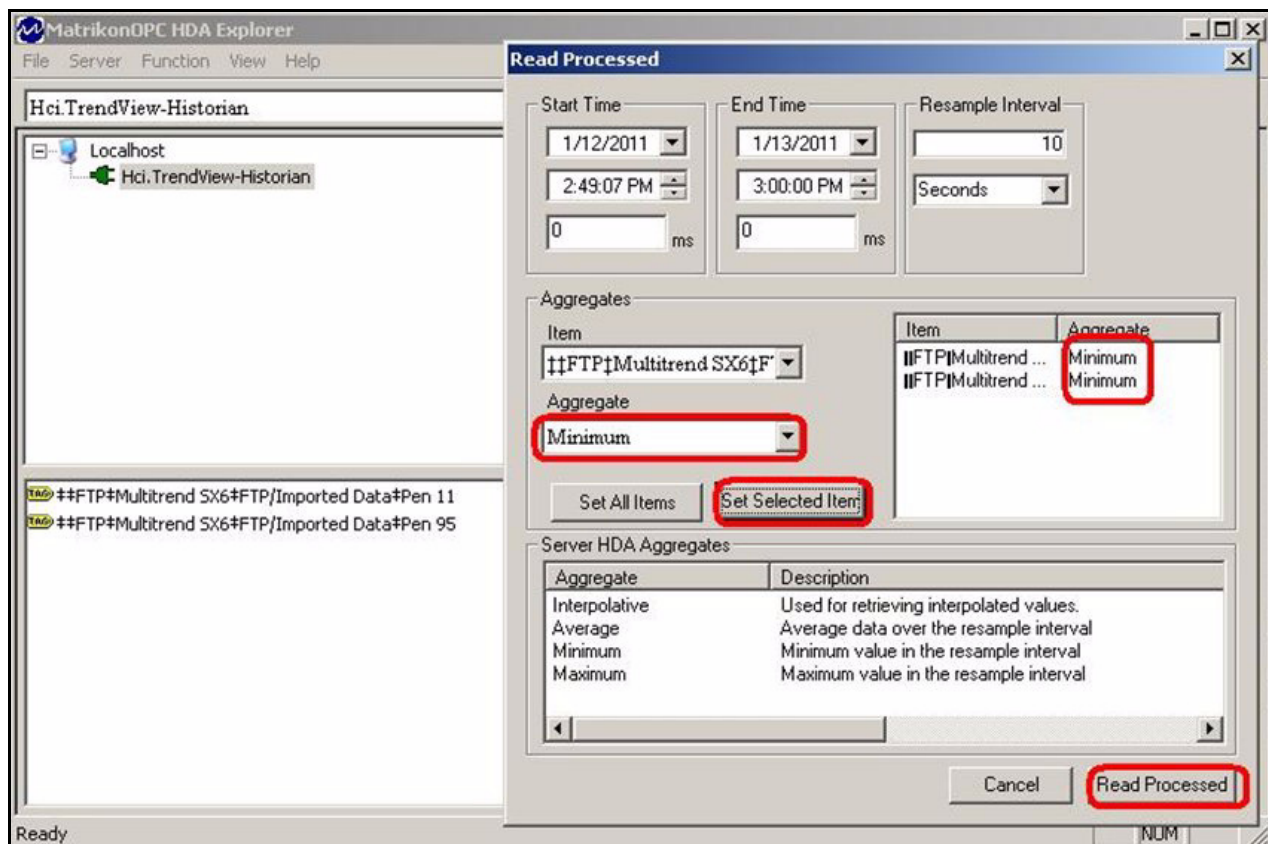 MatrikonOPC HDA Explorer
File Server Function View Help
Hci.TrendView-Historian
Localhost
Hci.TrendView-Historian
‡‡FTP‡Multitrend SX6‡FTP/Imported Data‡Pen 11
‡‡FTP‡Multitrend SX6‡FTP/Imported Data‡Pen 95
Ready
NUM
Read Processed
Start Time
1/12/2011
2:49:07 PM
0 ms
End Time
1/13/2011
3:00:00 PM
0 ms
Resample Interval
10
Seconds
Aggregates
Item
‡‡FTP‡Multitrend SX6‡F
Aggregate
Minimum
Set All Items Set Selected Item
Item Aggregate
‖FTP|Multitrend ... Minimum
‖FTP|Multitrend ... Minimum
Server HDA Aggregates
Aggregate Description
Interpolative Used for retrieving interpolated values.
Average Average data over the resample interval
Minimum Minimum value in the resample interval
Maximum Maximum value in the resample interval
Cancel Read Processed